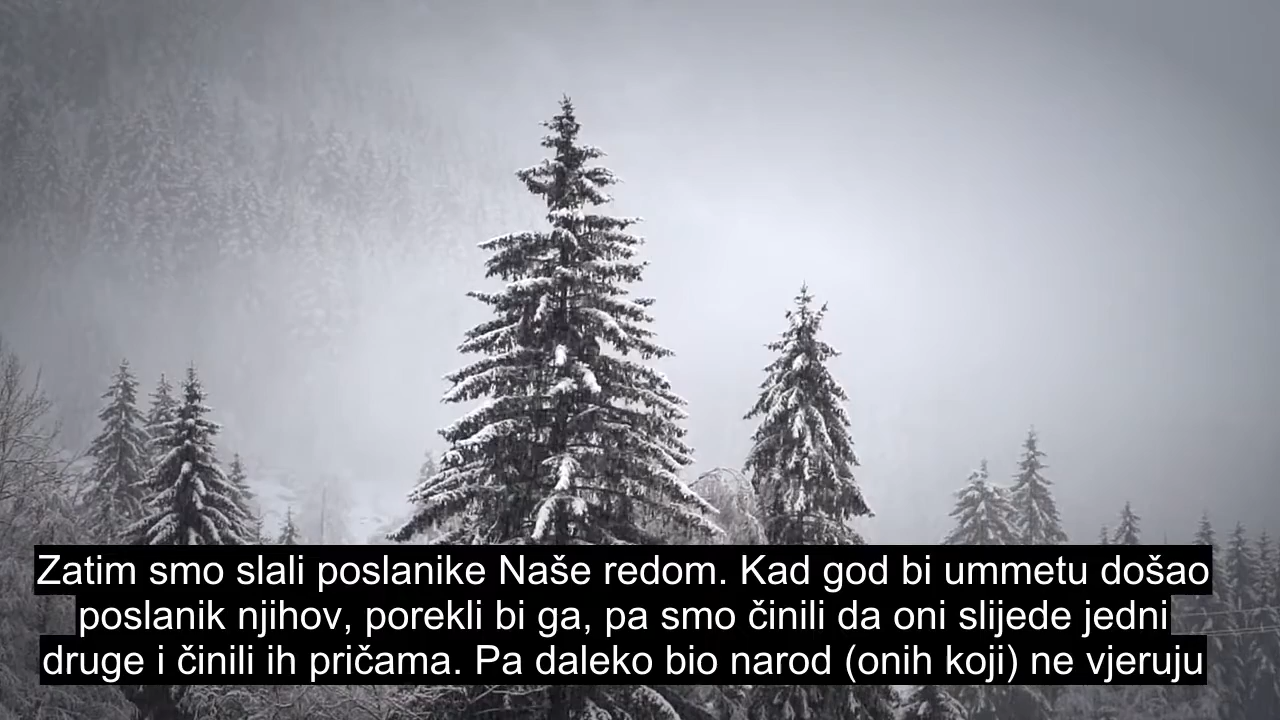 Zatim smo slali poslanike Naše redom. Kad god bi ummetu došao
poslanik njihov, porekli bi ga, pa smo činili da oni slijede jedni
druge i činili ih pričama. Pa daleko bio narod (onih koji) ne vjeruju